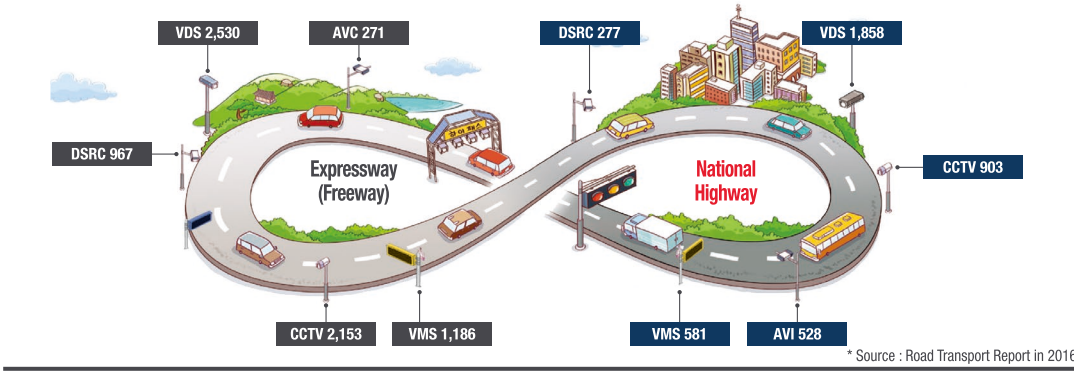 VDS 2,530
AVC 271
DSRC 277
VDS 1,858
DSRC 967
CCTV 903
Expressway
(Freeway)
National
Highway
CCTV 2,153
VMS 1,186
VMS 581
AVI 528
* Source : Road Transport Report in 2016